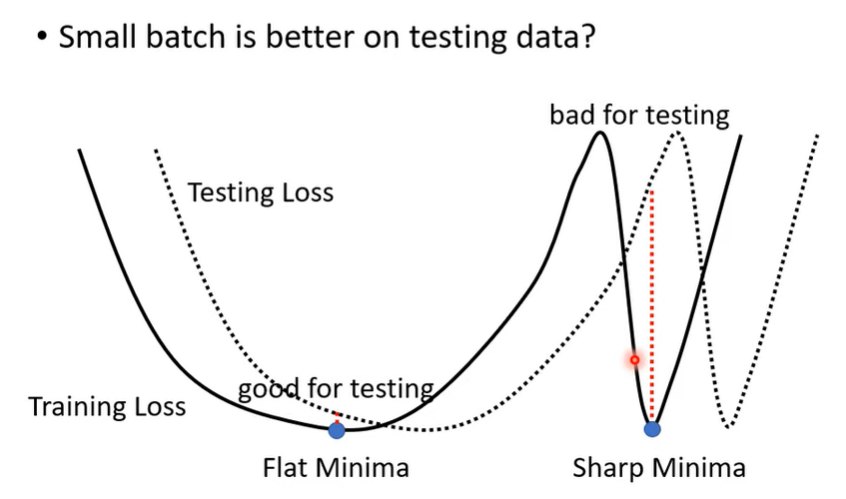 • Small batch is better on testing data?
bad for testing
Testing Loss
good for testing
Training Loss
Flat Minima
Sharp Minima